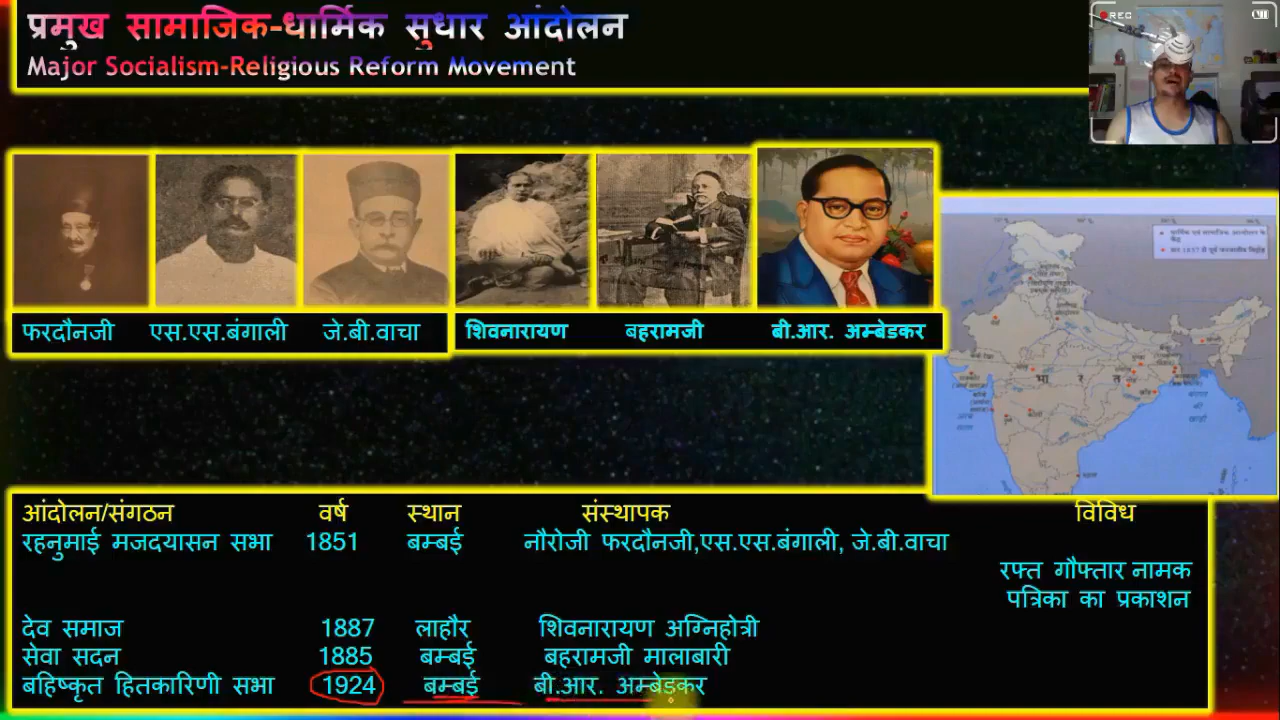 प्रमुख सामाजिक-धार्मिक सुधार आंदोलन
Major Socialism-Religious Reform Movement
REC
फरदौनजी एस.एस.बंगाली जे.बी.वाचा शिवनारायण बहरामजी बी.आर. अम्बेडकर
भारत
आंदोलन/संगठन वर्ष स्थान संस्थापक विविध
रहनुमाई मजदयासन सभा 1851 बम्बई नौरोजी फरदौनजी,एस.एस.बंगाली, जे.बी.वाचा
रफ्त गौफ्तार नामक
पत्रिका का प्रकाशन
देव समाज 1887 लाहौर शिवनारायण अग्निहोत्री
सेवा सदन 1885 बम्बई बहरामजी मालाबारी
बहिष्कृत हितकारिणी सभा 1924 बम्बई बी.आर. अम्बेडकर